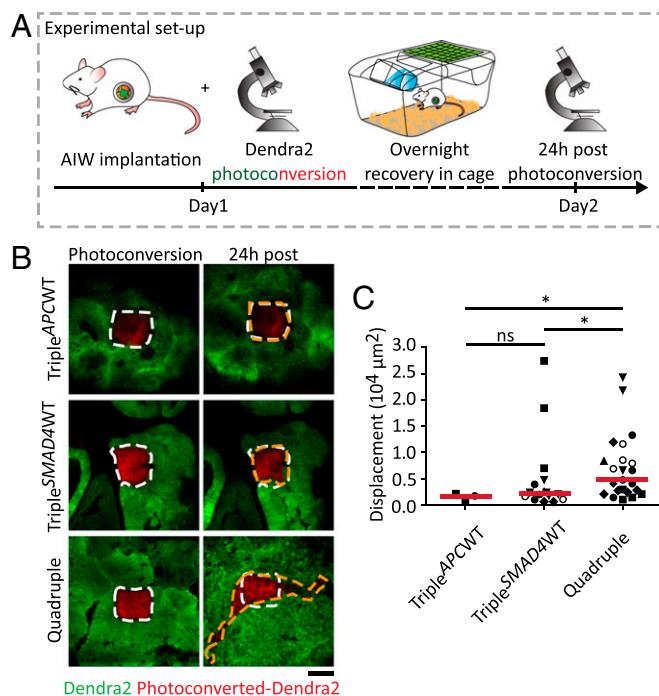 A
Experimental set-up
+
AIW implantation
Dendra2
photoconversion
Overnight
recovery in cage
24h post
photoconversion
Day1
Day2
B
Photoconversion
24h post
TripleAPCWT
TripleSMAD4WT
Quadruple
Dendra2 Photoconverted-Dendra2
C
*
ns
*
Displacement (10⁴ µm²)
3.0
2.5
2.0
1.5
1.0
0.5
0.0
TripleAPCWT
TripleSMAD4WT
Quadruple